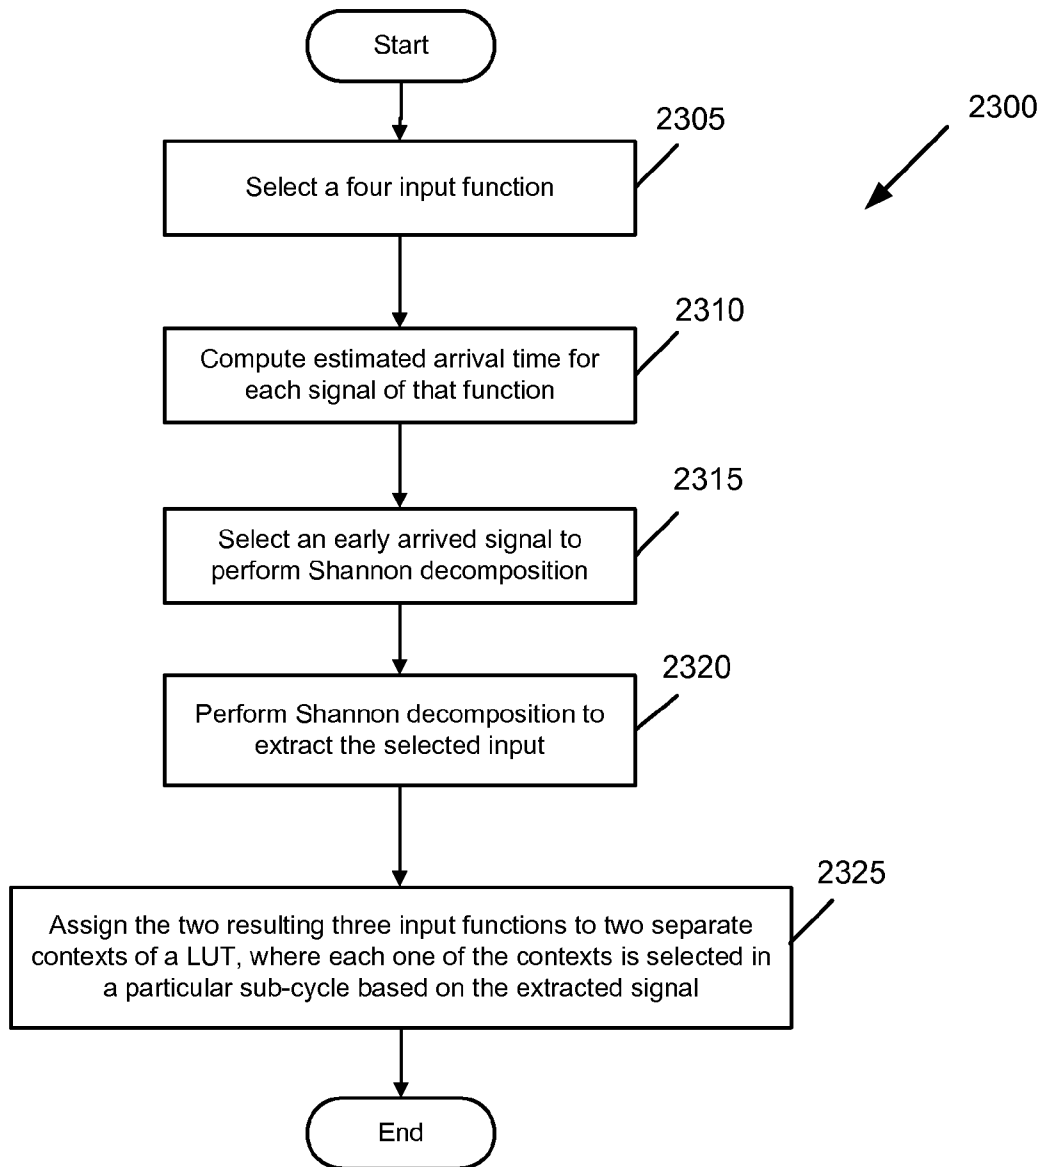 Start
2300
2305
Select a four input function
2310
Compute estimated arrival time for
each signal of that function
2315
Select an early arrived signal to
perform Shannon decomposition
2320
Perform Shannon decomposition to
extract the selected input
2325
Assign the two resulting three input functions to two separate
contexts of a LUT, where each one of the contexts is selected in
a particular sub-cycle based on the extracted signal
End